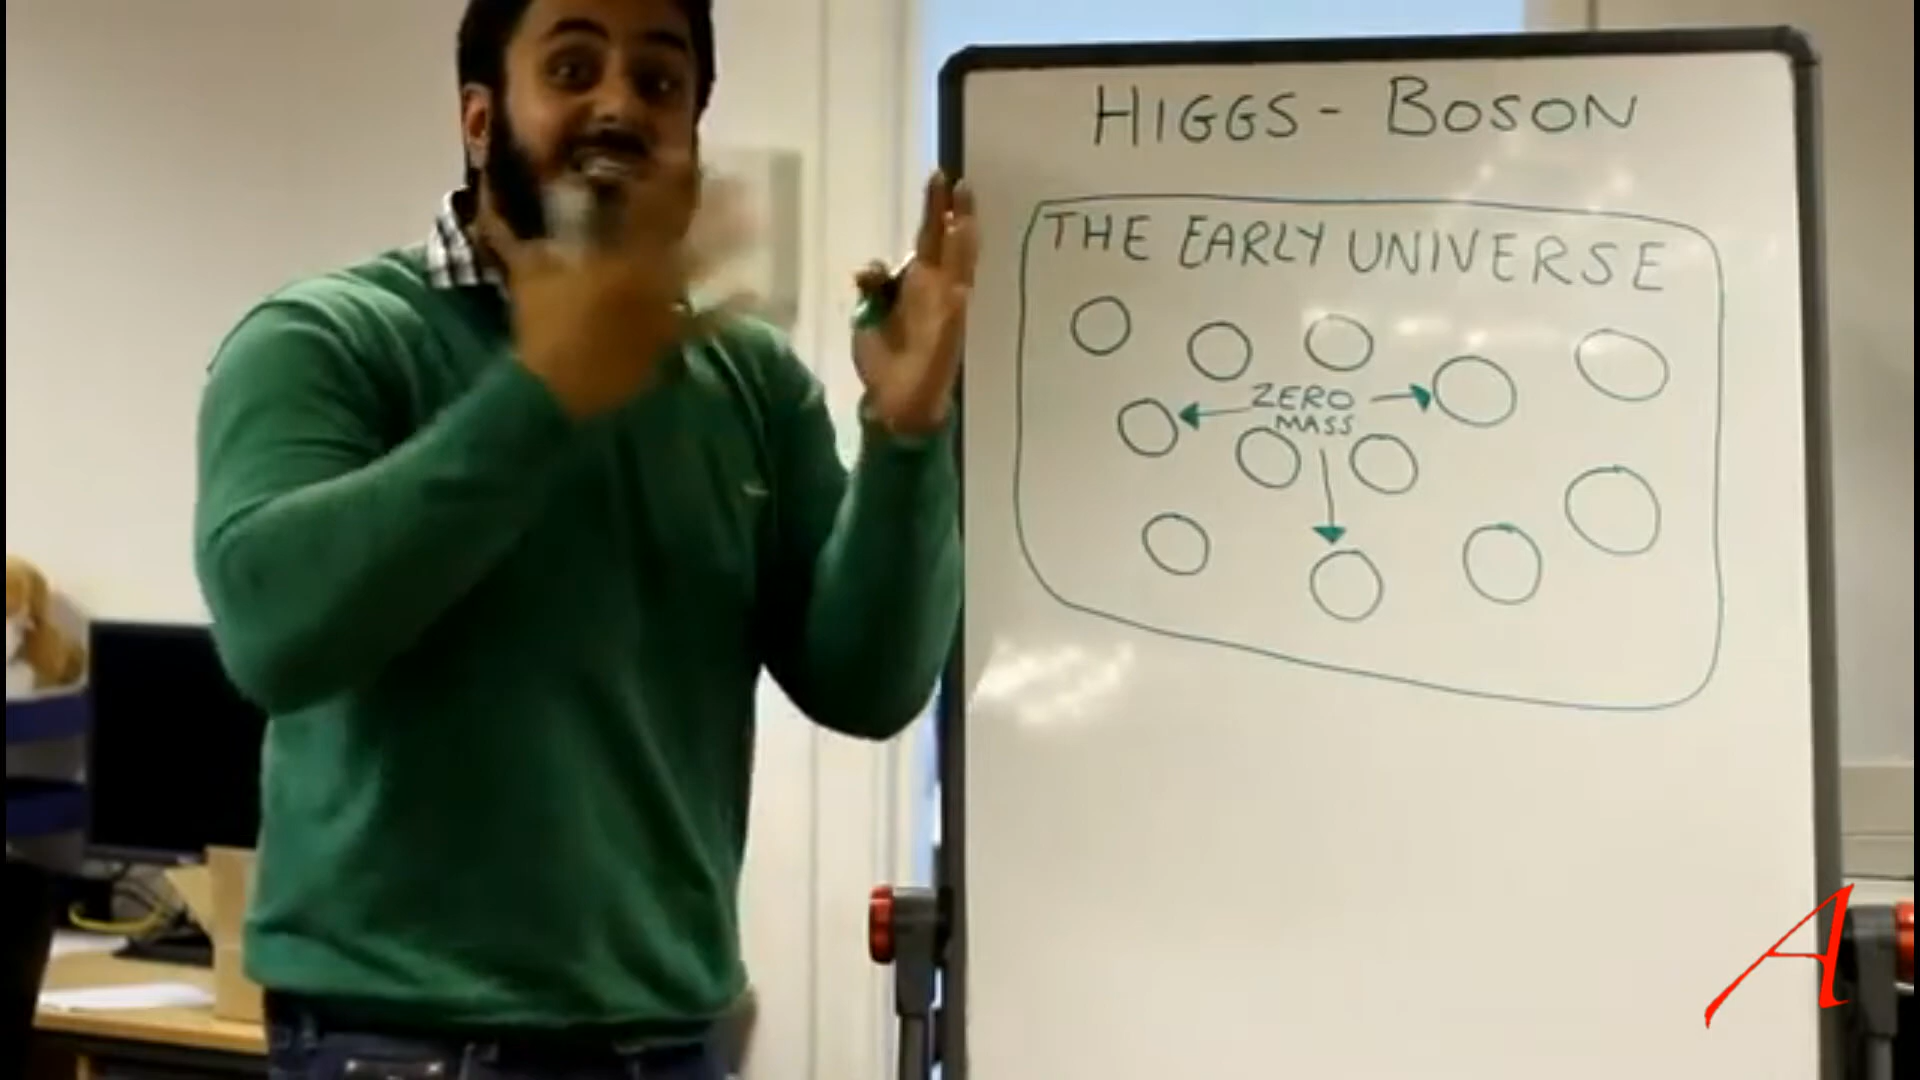 HIGGS - BOSON
THE EARLY UNIVERSE
ZERO
MASS
A